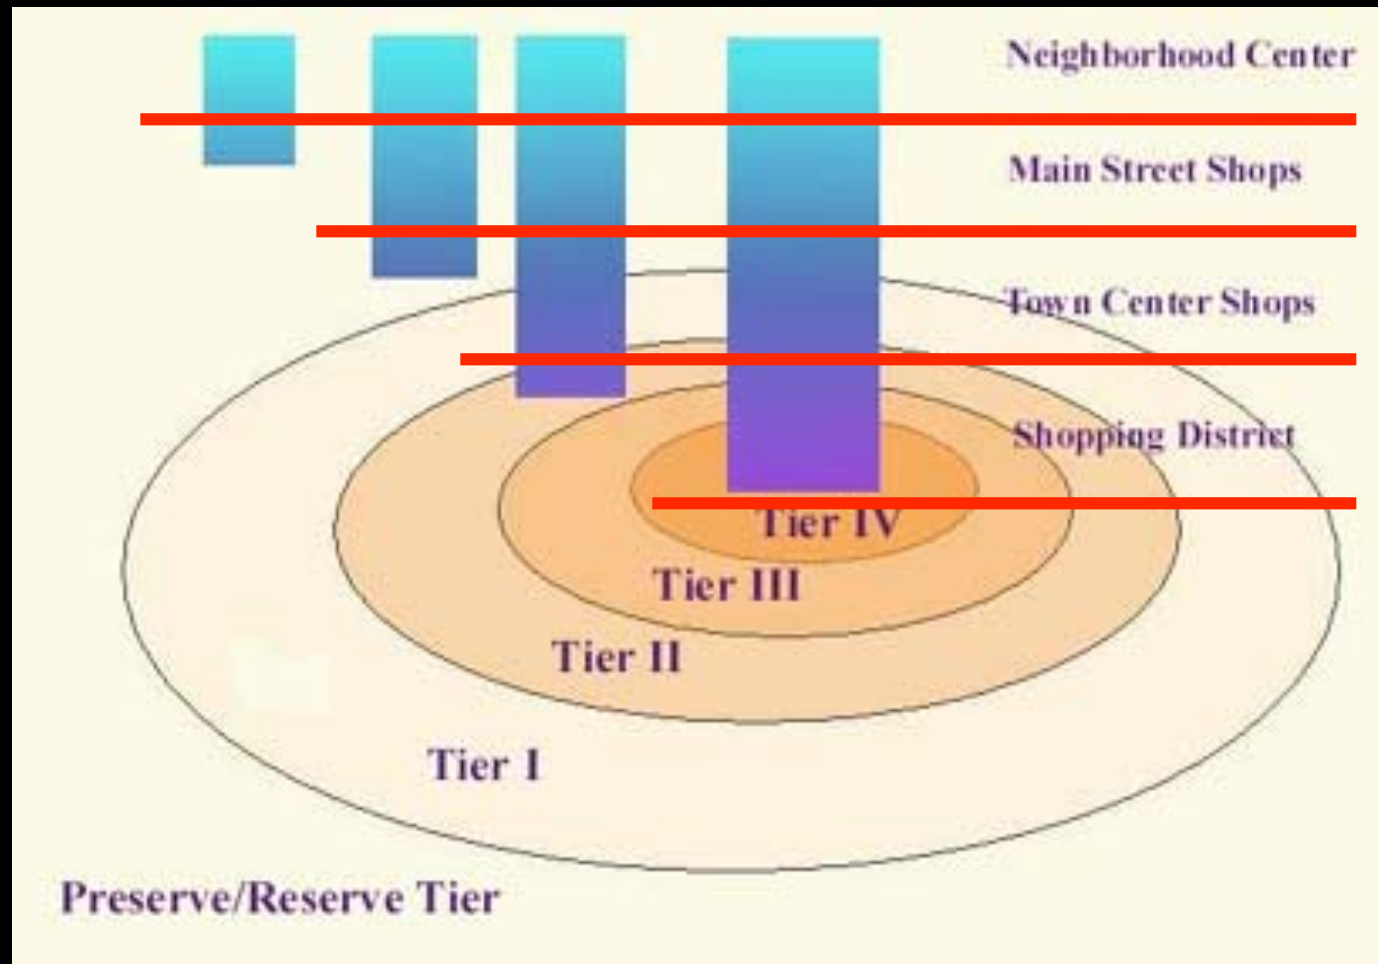 Neighborhood Center
Main Street Shops
Town Center Shops
Shopping District
Tier IV
Tier III
Tier II
Tier I
Preserve/Reserve Tier